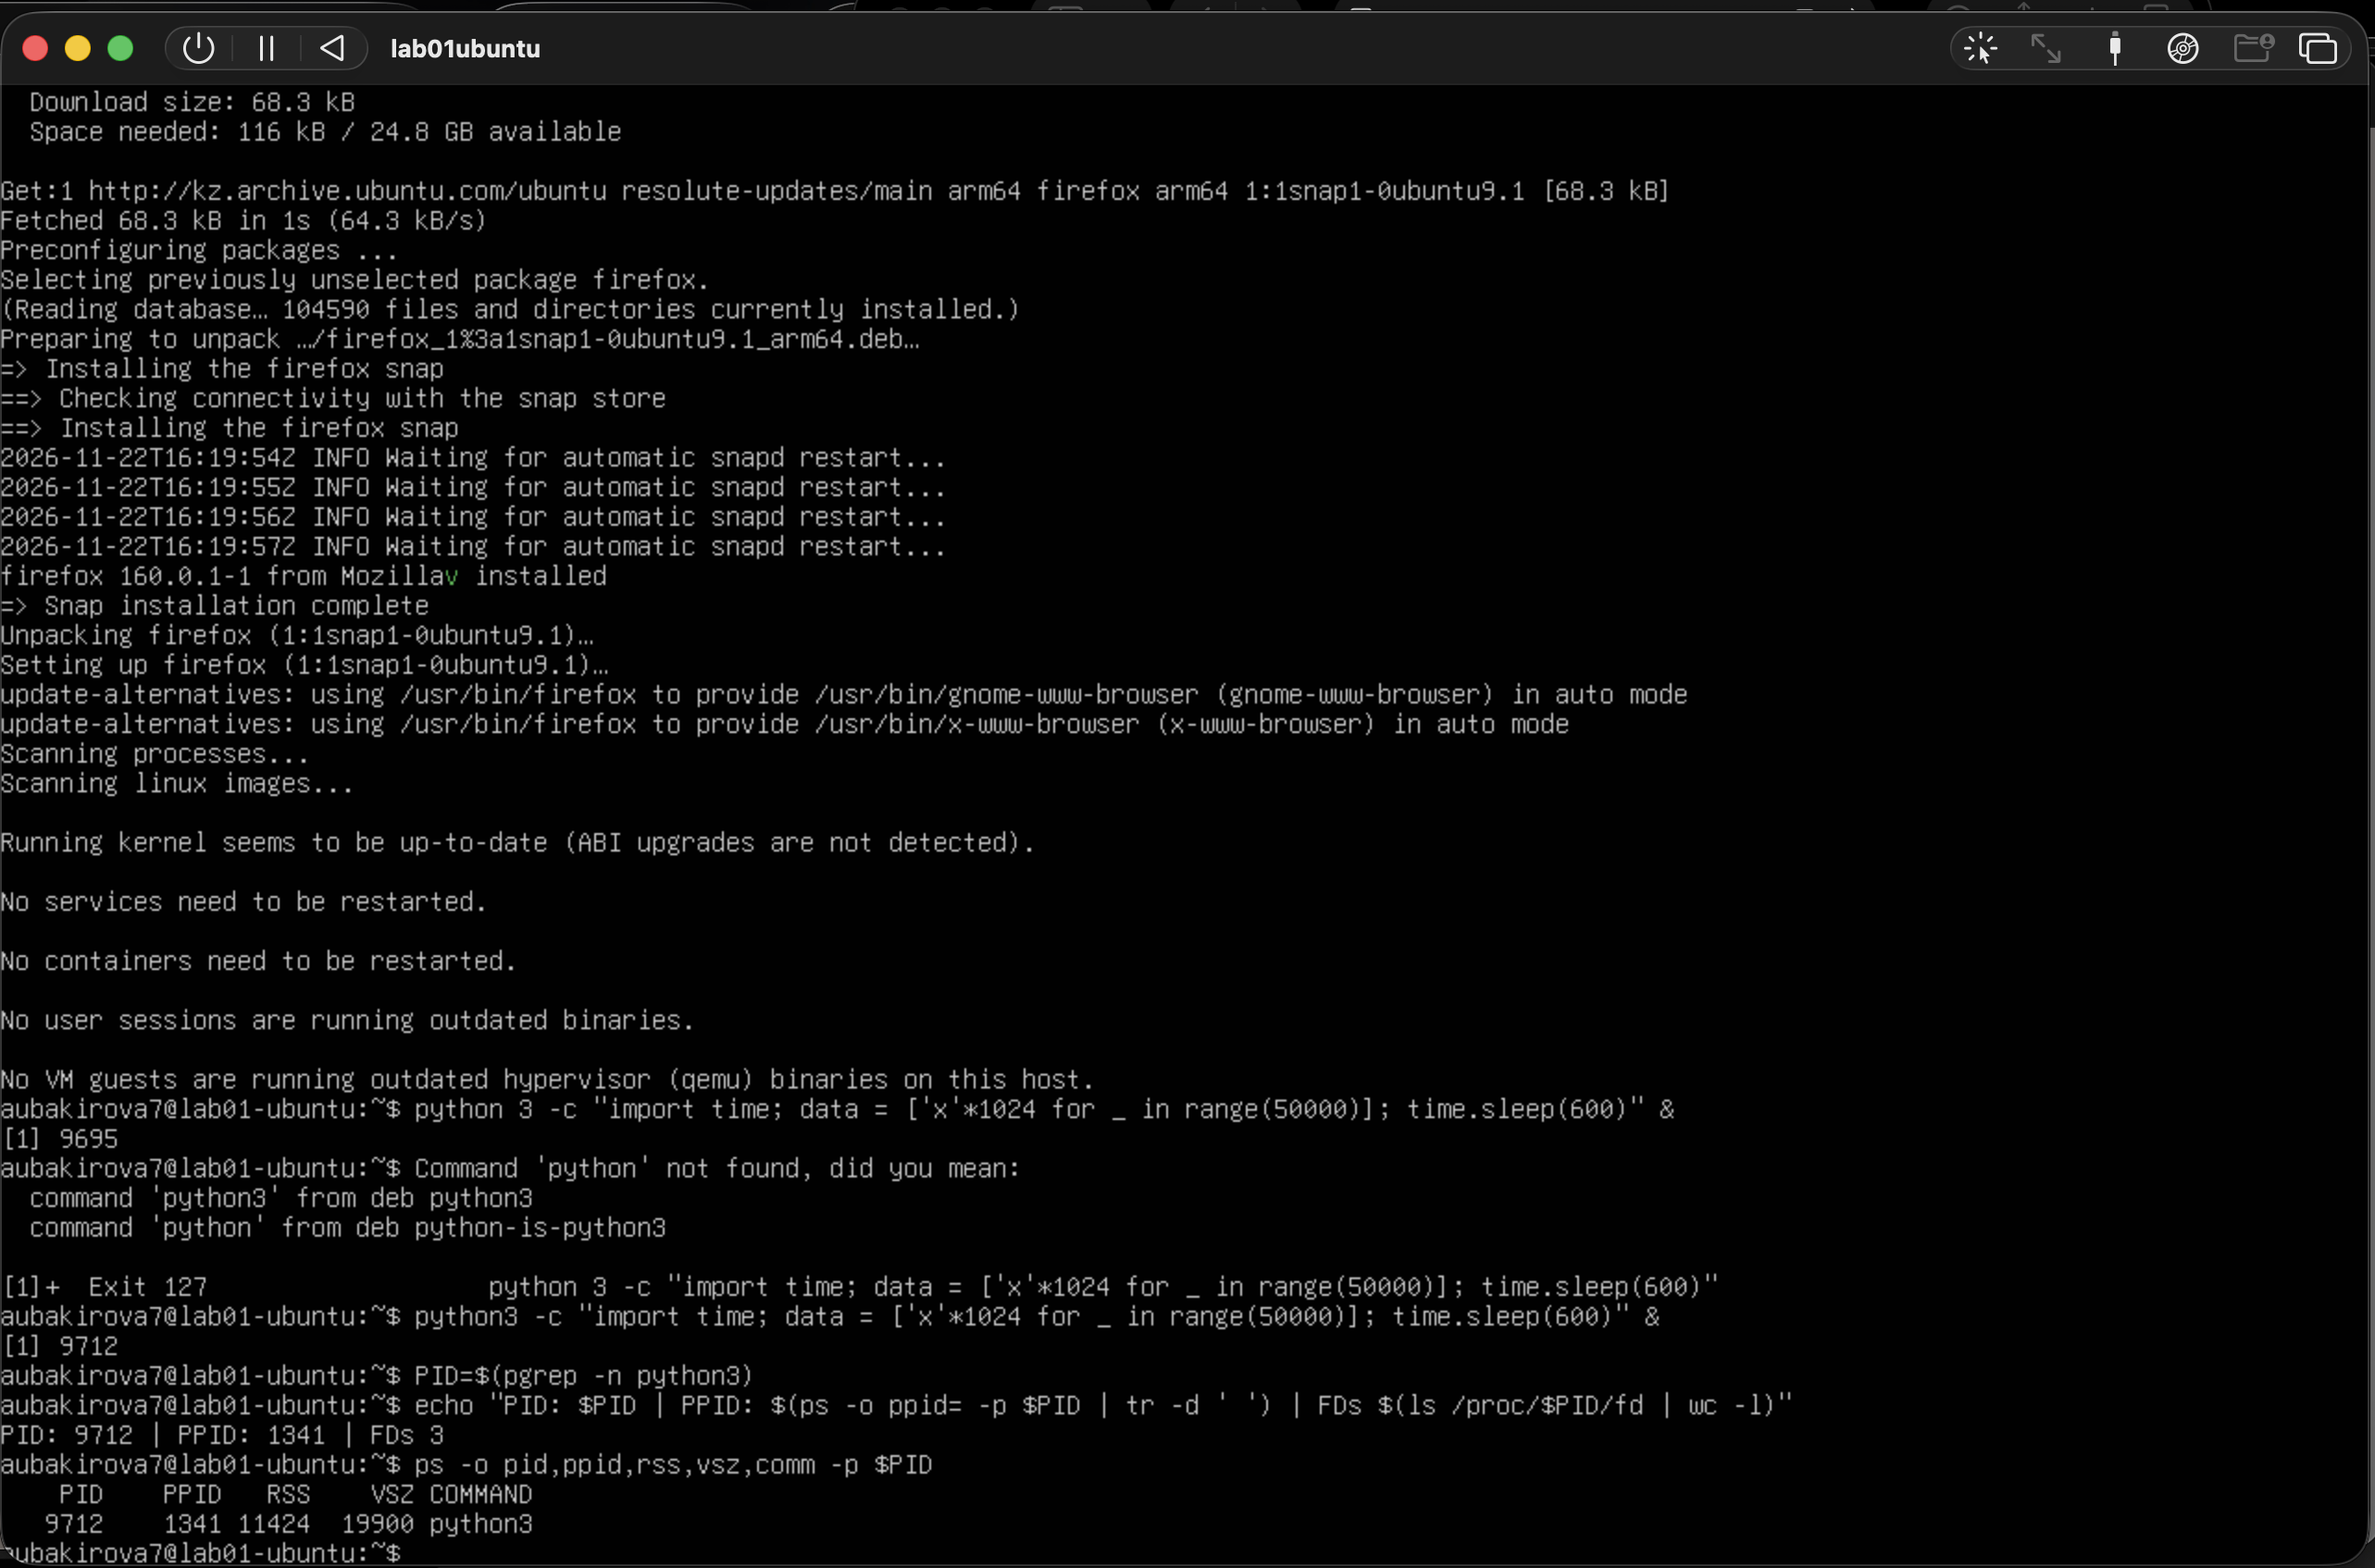 lab01ubuntu
Download size: 68.3 kB
Space needed: 116 kB / 24.8 GB available
Get:1 http://kz.archive.ubuntu.com/ubuntu resolute-updates/main arm64 firefox arm64 1:1snap1-0ubuntu9.1 [68.3 kB]
Fetched 68.3 kB in 1s (64.3 kB/s)
Preconfiguring packages ...
Selecting previously unselected package firefox.
(Reading database… 104590 files and directories currently installed.)
Preparing to unpack …/firefox_1%3a1snap1-0ubuntu9.1_arm64.deb…
=> Installing the firefox snap
==> Checking connectivity with the snap store
==> Installing the firefox snap
2026-11-22T16:19:54Z INFO Waiting for automatic snapd restart...
2026-11-22T16:19:55Z INFO Waiting for automatic snapd restart...
2026-11-22T16:19:56Z INFO Waiting for automatic snapd restart...
2026-11-22T16:19:57Z INFO Waiting for automatic snapd restart...
firefox 160.0.1-1 from Mozillav installed
=> Snap installation complete
Unpacking firefox (1:1snap1-0ubuntu9.1)…
Setting up firefox (1:1snap1-0ubuntu9.1)…
update-alternatives: using /usr/bin/firefox to provide /usr/bin/gnome-www-browser (gnome-www-browser) in auto mode
update-alternatives: using /usr/bin/firefox to provide /usr/bin/x-www-browser (x-www-browser) in auto mode
Scanning processes...
Scanning linux images...
Running kernel seems to be up-to-date (ABI upgrades are not detected).
No services need to be restarted.
No containers need to be restarted.
No user sessions are running outdated binaries.
No VM guests are running outdated hypervisor (qemu) binaries on this host.
aubakirova7@lab01-ubuntu:~$ python 3 -c "import time; data = ['x'*1024 for _ in range(50000)]; time.sleep(600)" &
[1] 9695
aubakirova7@lab01-ubuntu:~$ Command 'python' not found, did you mean:
command 'python3' from deb python3
command 'python' from deb python-is-python3
[1]+  Exit 127                   python 3 -c "import time; data = ['x'*1024 for _ in range(50000)]; time.sleep(600)"
aubakirova7@lab01-ubuntu:~$ python3 -c "import time; data = ['x'*1024 for _ in range(50000)]; time.sleep(600)" &
[1] 9712
aubakirova7@lab01-ubuntu:~$ PID=$(pgrep -n python3)
aubakirova7@lab01-ubuntu:~$ echo "PID: $PID | PPID: $(ps -o ppid= -p $PID | tr -d ' ') | FDs $(ls /proc/$PID/fd | wc -l)"
PID: 9712 | PPID: 1341 | FDs 3
aubakirova7@lab01-ubuntu:~$ ps -o pid,ppid,rss,vsz,comm -p $PID
PID    PPID   RSS    VSZ COMMAND
9712    1341 11424  19900 python3
aubakirova7@lab01-ubuntu:~$